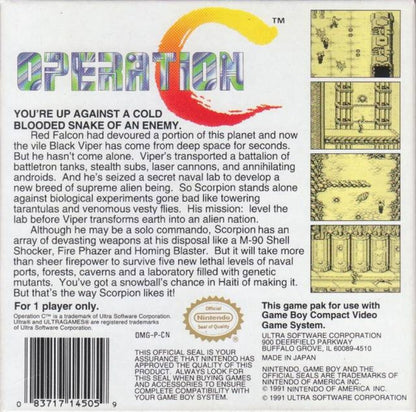 OPERATION C™
YOU'RE UP AGAINST A COLD
BLOODED SNAKE OF AN ENEMY.
Red Falcon had devoured a portion of this planet and now
the vile Black Viper has come from deep space for seconds.
But he hasn't come alone. Viper's transported a battalion of
battletron tanks, stealth subs, laser cannons, and annihilating
androids. And he's seized a secret naval lab to develop a
new breed of supreme alien being. So Scorpion stands alone
against biological experiments gone bad like towering
tarantulas and venomous vesty flies. His mission: level the
lab before Viper transforms earth into an alien nation.
Although he may be a solo commando, Scorpion has an
array of devasting weapons at his disposal like a M-90 Shell
Shocker, Fire Phazer and Horning Blaster. But it will take more
than sheer firepower to survive five new lethal levels of naval
ports, forests, caverns and a laboratory filled with genetic
mutants. You've got a snowball's chance in Haiti of making it.
But that's the way Scorpion likes it!
For 1 player only.
Operation C™ is a trademark of Ultra Software Corporation.
Ultra® and ULTRAGAMES® are registered trademarks
of Ultra Software Corporation.
0 83717 14505 9
DMG-P-CN
THIS OFFICIAL SEAL IS YOUR
ASSURANCE THAT NINTENDO HAS
APPROVED THE QUALITY OF THIS
PRODUCT. ALWAYS LOOK FOR
THIS SEAL WHEN BUYING GAMES
AND ACCESSORIES TO ENSURE
COMPLETE COMPATIBILITY WITH
YOUR GAME BOY SYSTEM.
Official
Nintendo
Seal of Quality
This game pak for use with
Game Boy Compact Video
Game System.
ULTRA SOFTWARE CORPORATION
900 DEERFIELD PARKWAY
BUFFALO GROVE, IL 60089-4510
MADE IN JAPAN
NINTENDO, GAME BOY AND THE
OFFICIAL SEALS ARE TRADEMARKS OF
NINTENDO OF AMERICA INC.
© 1991 NINTENDO OF AMERICA INC.
© 1991 ULTRA SOFTWARE CORPORATION